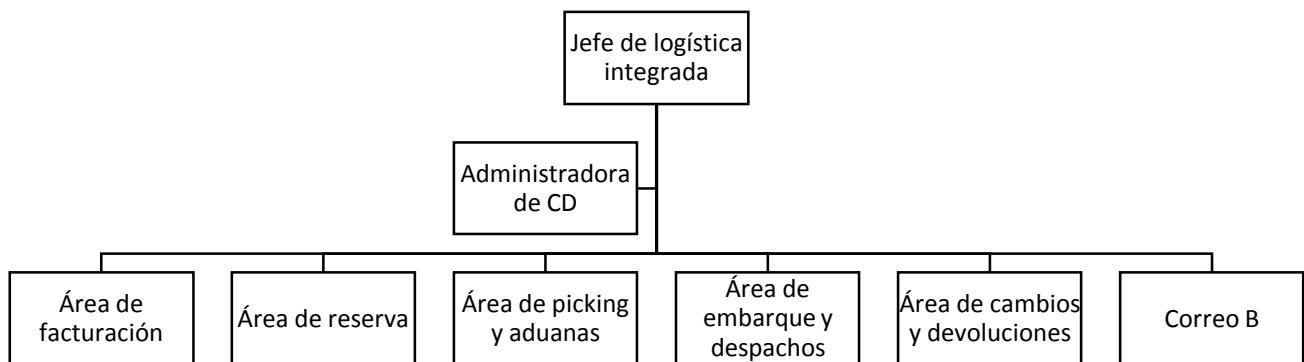 Jefe de logística
integrada
Administradora
de CD
Área de
facturación
Área de reserva
Área de picking
y aduanas
Área de
embarque y
despachos
Área de cambios
y devoluciones
Correo B